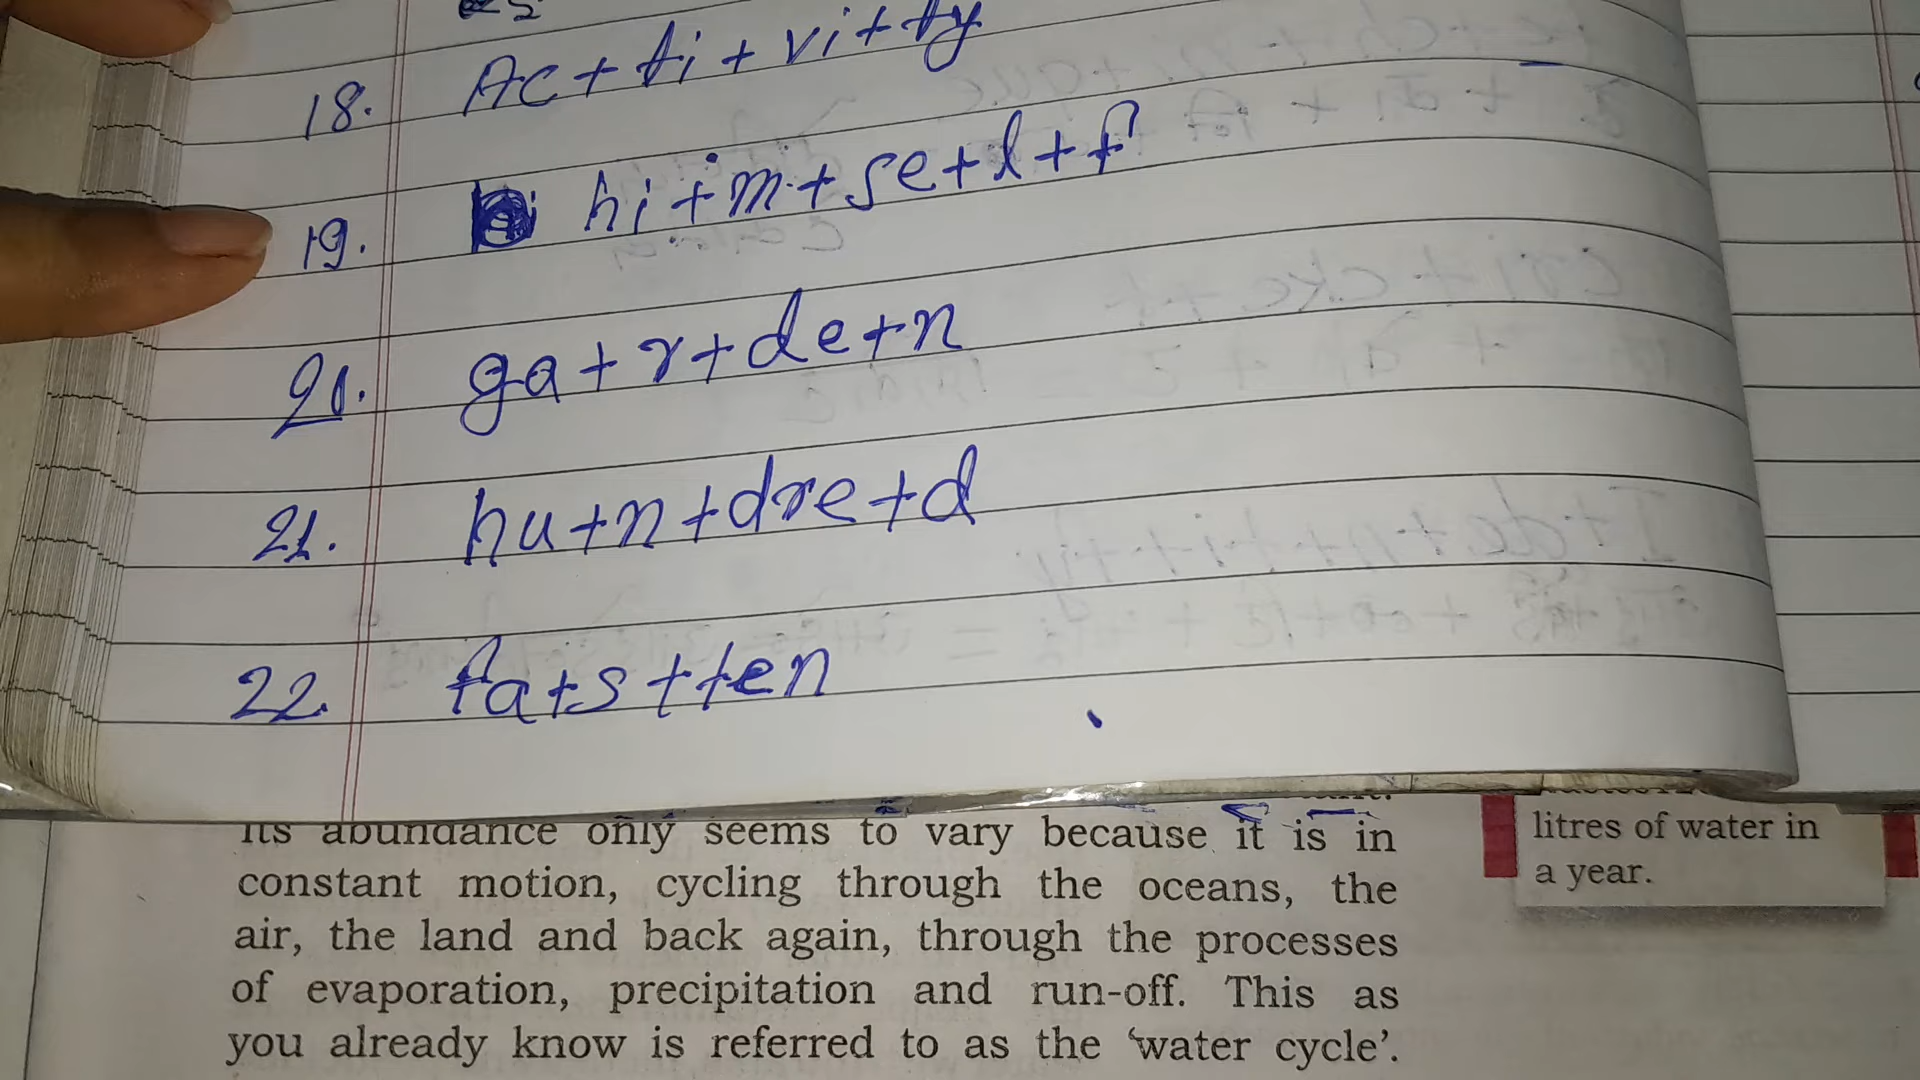 18. Ac + ti + vi + ty
19. hi + m + se + l + f
20. ga + r + de + n
21. hu + n + dre + d
22. fa + s + ten
Its abundance only seems to vary because it is in
constant motion, cycling through the oceans, the
air, the land and back again, through the processes
of evaporation, precipitation and run-off. This as
you already know is referred to as the ‘water cycle’.
litres of water in
a year.